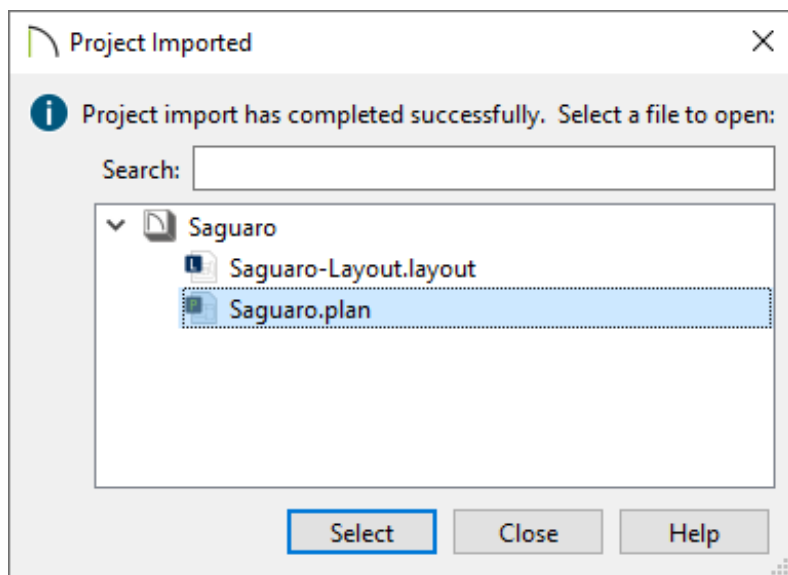 Project Imported
Project import has completed successfully. Select a file to open:
Search:
Saguaro
L Saguaro-Layout.layout
P Saguaro.plan
Select Close Help